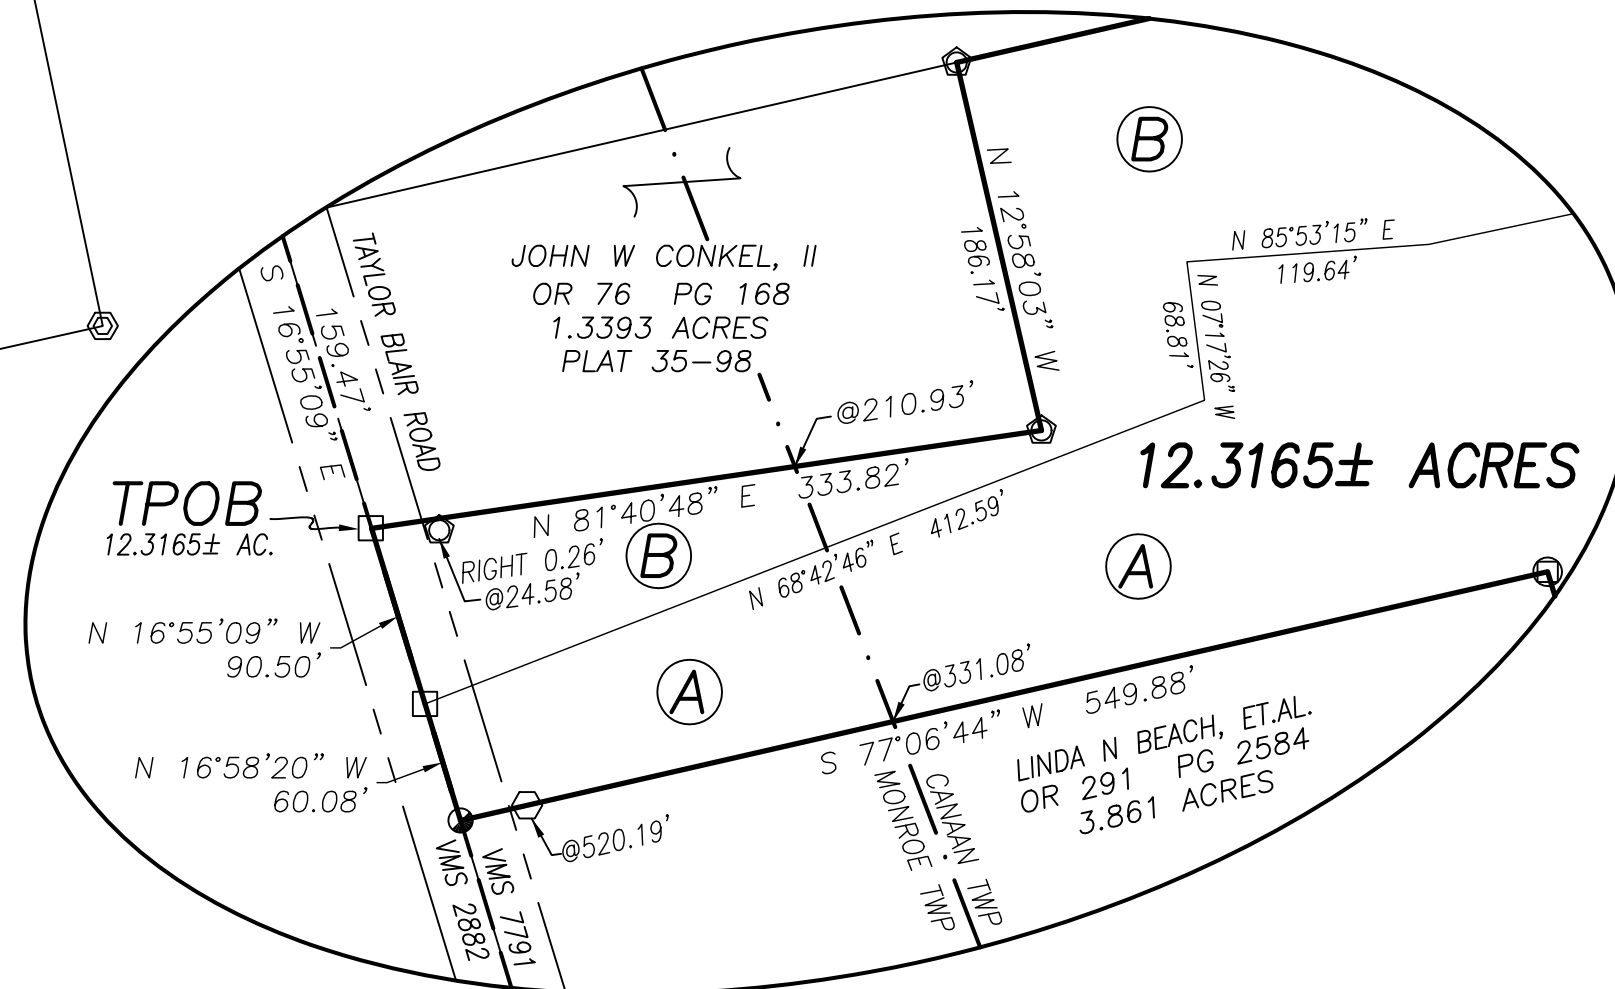 B
N 12°58'03" W
186.17'
N 85°53'15" E
119.64'
N 07°17'26" W
68.81'
JOHN W CONKEL, II
OR 76 PG 168
1.3393 ACRES
PLAT 35-98
TAYLOR BLAIR ROAD
S 16°55'09" E
159.47'
@210.93'
12.3165± ACRES
TPOB
12.3165± AC.
N 81°40'48" E 333.82'
RIGHT 0.26'
@24.58'
B
N 68°42'46" E 412.59'
A
N 16°55'09" W
90.50'
A
@331.08'
S 77°06'44" W 549.88'
N 16°58'20" W
60.08'
LINDA N BEACH, ET.AL.
OR 291 PG 2584
3.861 ACRES
@520.19'
CANAAN TWP
MONROE TWP
VMS 2882
VMS 7791